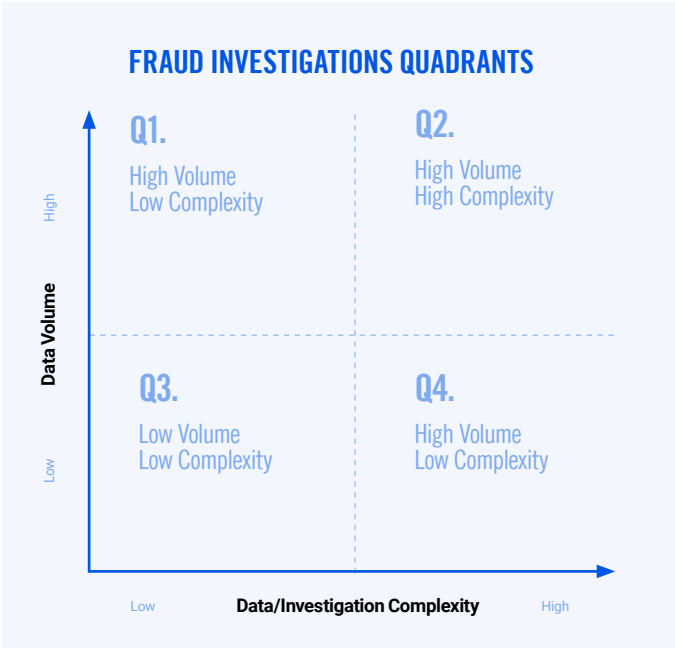 FRAUD INVESTIGATIONS QUADRANTS
Q1.
High Volume
Low Complexity
Q2.
High Volume
High Complexity
High
Data Volume
Low
Q3.
Low Volume
Low Complexity
Q4.
High Volume
Low Complexity
Low
Data/Investigation Complexity
High